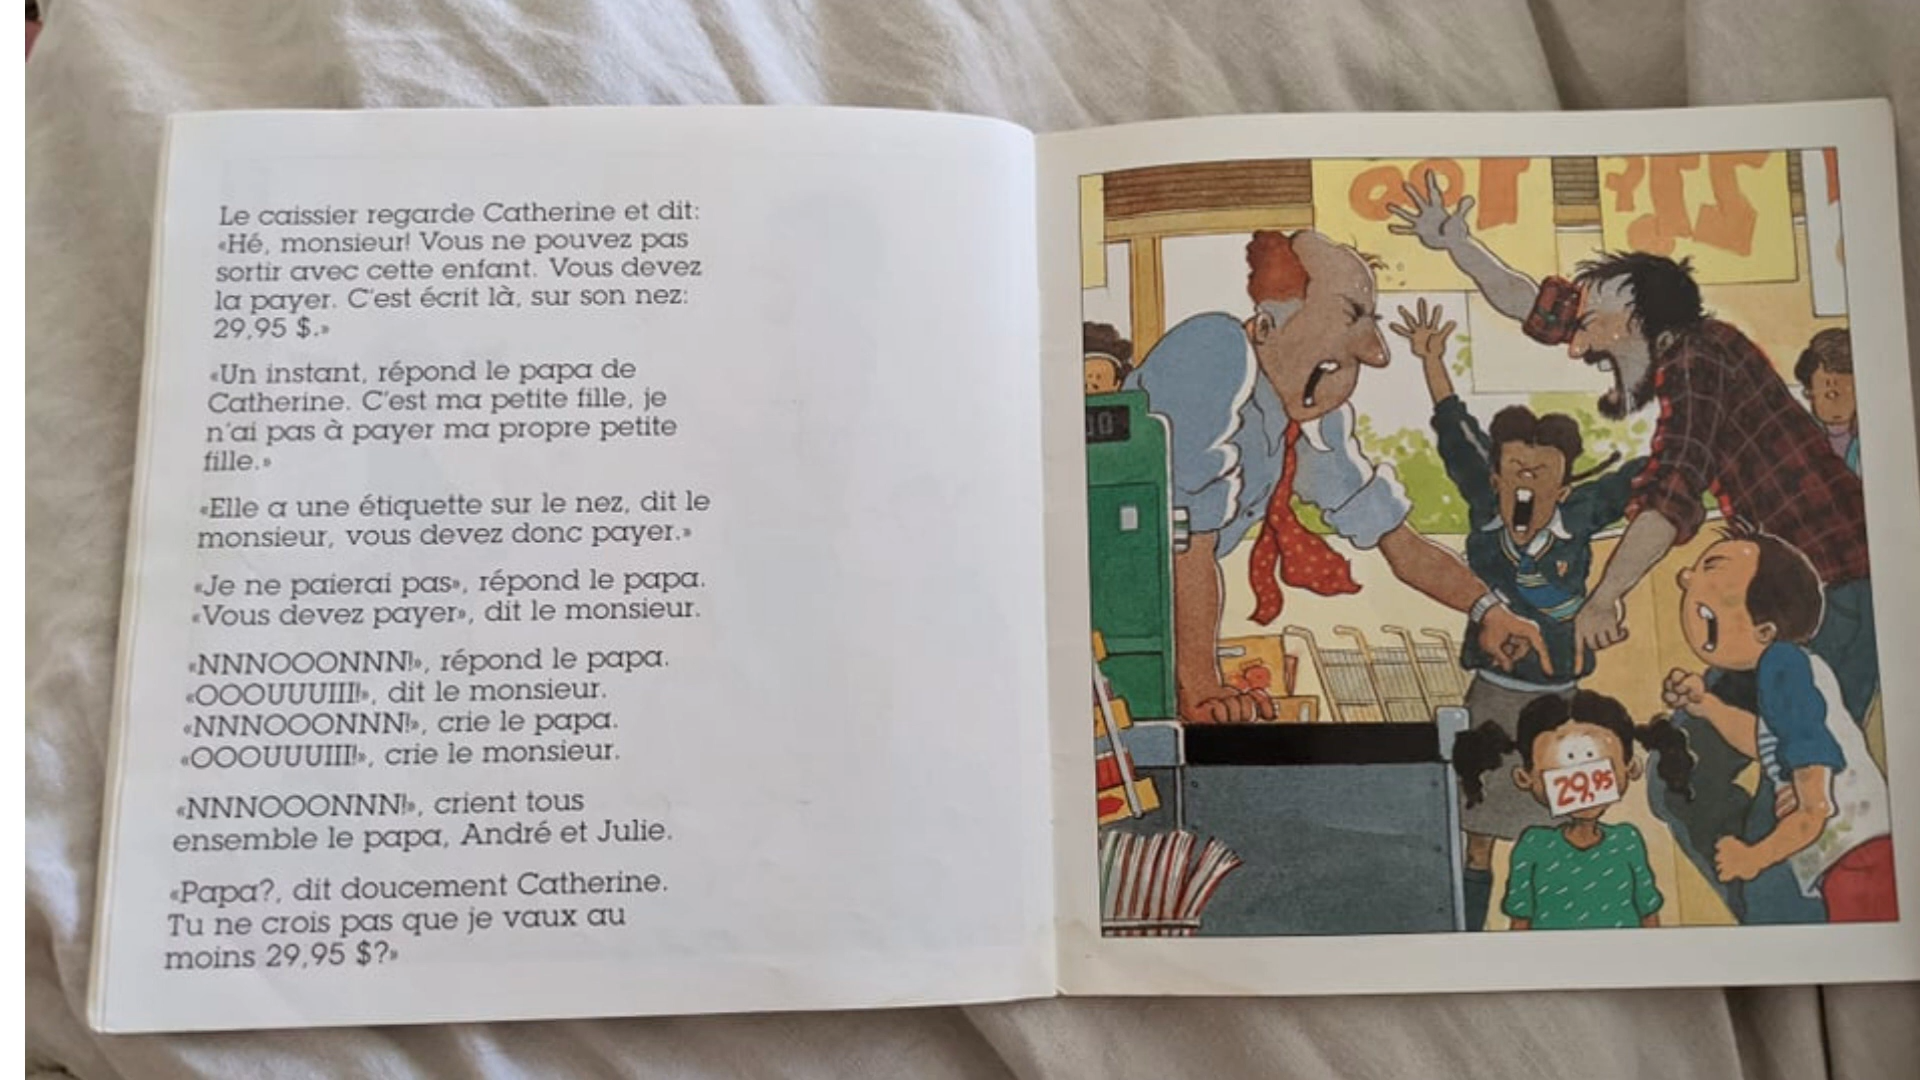 Le caissier regarde Catherine et dit:
«Hé, monsieur! Vous ne pouvez pas
sortir avec cette enfant. Vous devez
la payer. C'est écrit là, sur son nez:
29,95 $.»
«Un instant, répond le papa de
Catherine. C'est ma petite fille, je
n'ai pas à payer ma propre petite
fille.»
«Elle a une étiquette sur le nez, dit le
monsieur, vous devez donc payer.»
«Je ne paierai pas», répond le papa.
«Vous devez payer», dit le monsieur.
«NNNOOONNN!», répond le papa.
«OOOUUUIII!», dit le monsieur.
«NNNOOONNN!», crie le papa.
«OOOUUUIII!», crie le monsieur.
«NNNOOONNN!», crient tous
ensemble le papa, André et Julie.
«Papa?, dit doucement Catherine.
Tu ne crois pas que je vaux au
moins 29,95 $?»
29,95